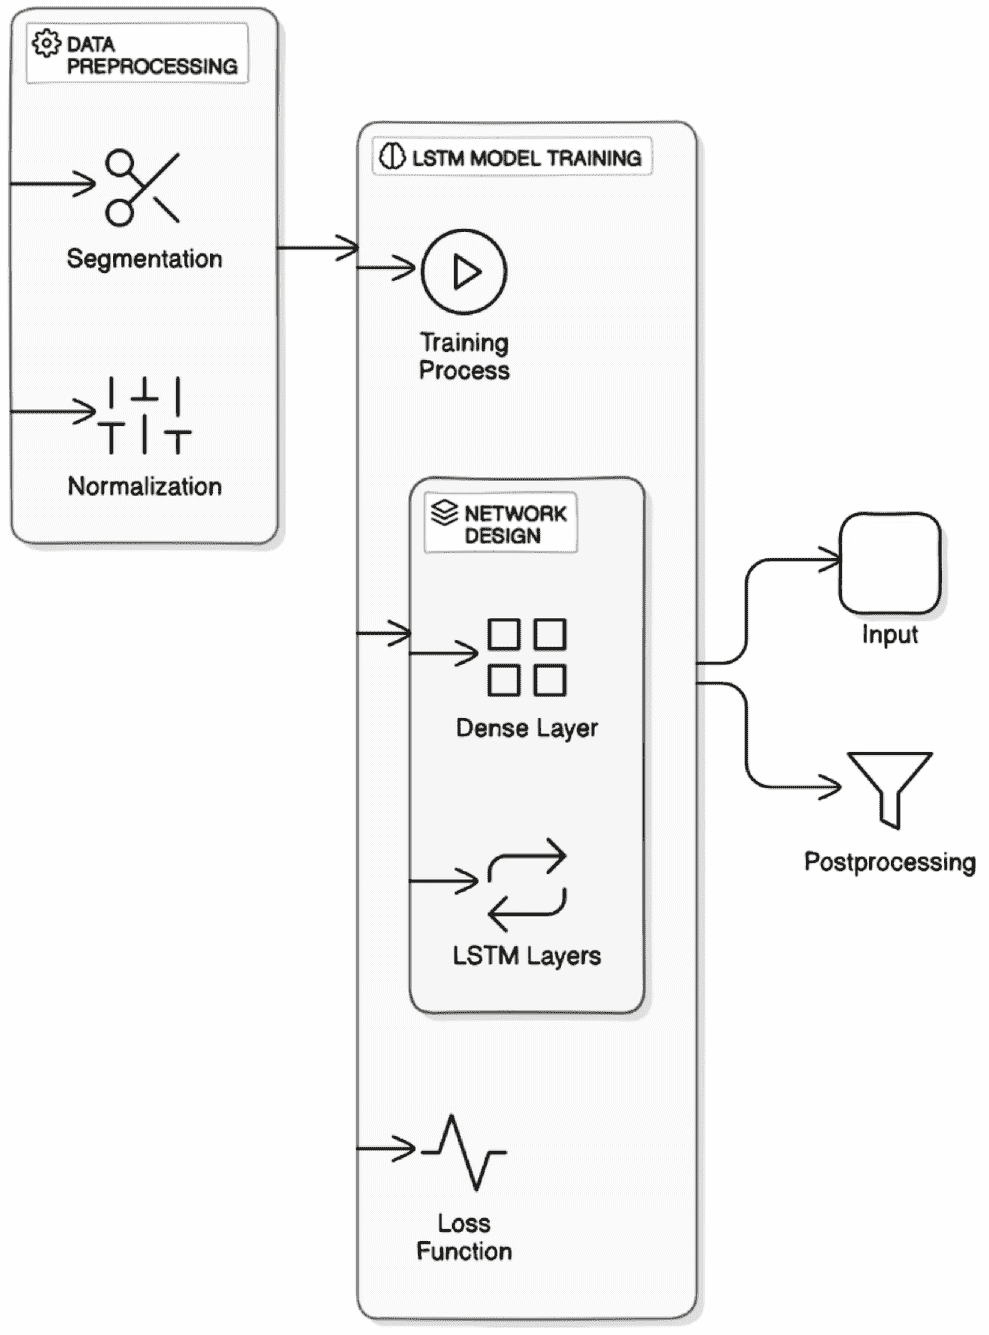 DATA
PREPROCESSING
Segmentation
Normalization
LSTM MODEL TRAINING
Training
Process
NETWORK
DESIGN
Dense Layer
LSTM Layers
Loss
Function
Input
Postprocessing